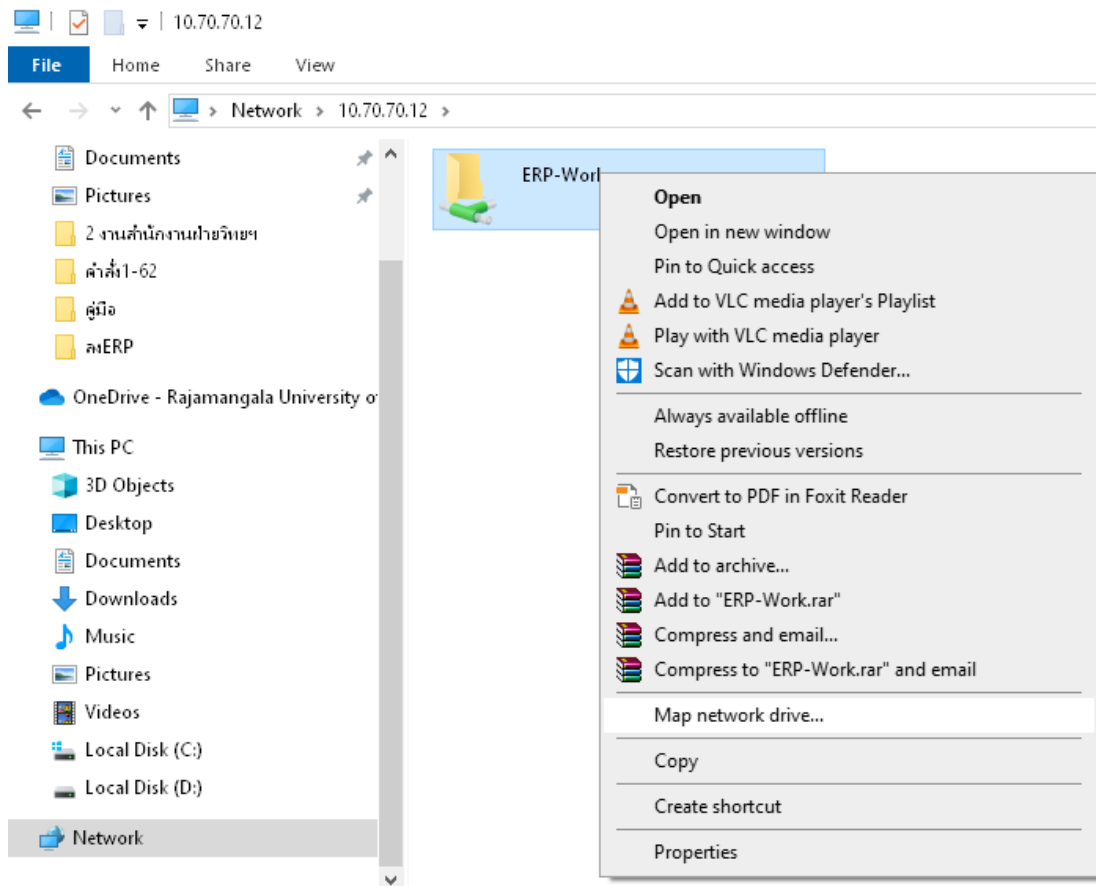 10.70.70.12
File Home Share View
Network 10.70.70.12
Documents
Pictures
2 งานสำนักงานฝ่ายวิทยฯ
คำสั่ง1-62
คู่มือ
ลงERP
OneDrive - Rajamangala University o
This PC
3D Objects
Desktop
Documents
Downloads
Music
Pictures
Videos
Local Disk (C:)
Local Disk (D:)
Network
ERP-Work
Open
Open in new window
Pin to Quick access
Add to VLC media player's Playlist
Play with VLC media player
Scan with Windows Defender...
Always available offline
Restore previous versions
Convert to PDF in Foxit Reader
Pin to Start
Add to archive...
Add to "ERP-Work.rar"
Compress and email...
Compress to "ERP-Work.rar" and email
Map network drive...
Copy
Create shortcut
Properties